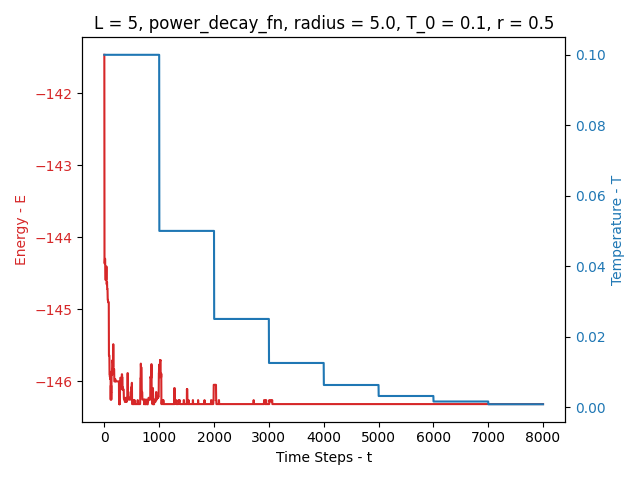 L = 5, power_decay_fn, radius = 5.0, T_0 = 0.1, r = 0.5
−142
−143
−144
−145
−146
Energy - E
0.10
0.08
0.06
0.04
0.02
0.00
Temperature - T
0 1000 2000 3000 4000 5000 6000 7000 8000
Time Steps - t